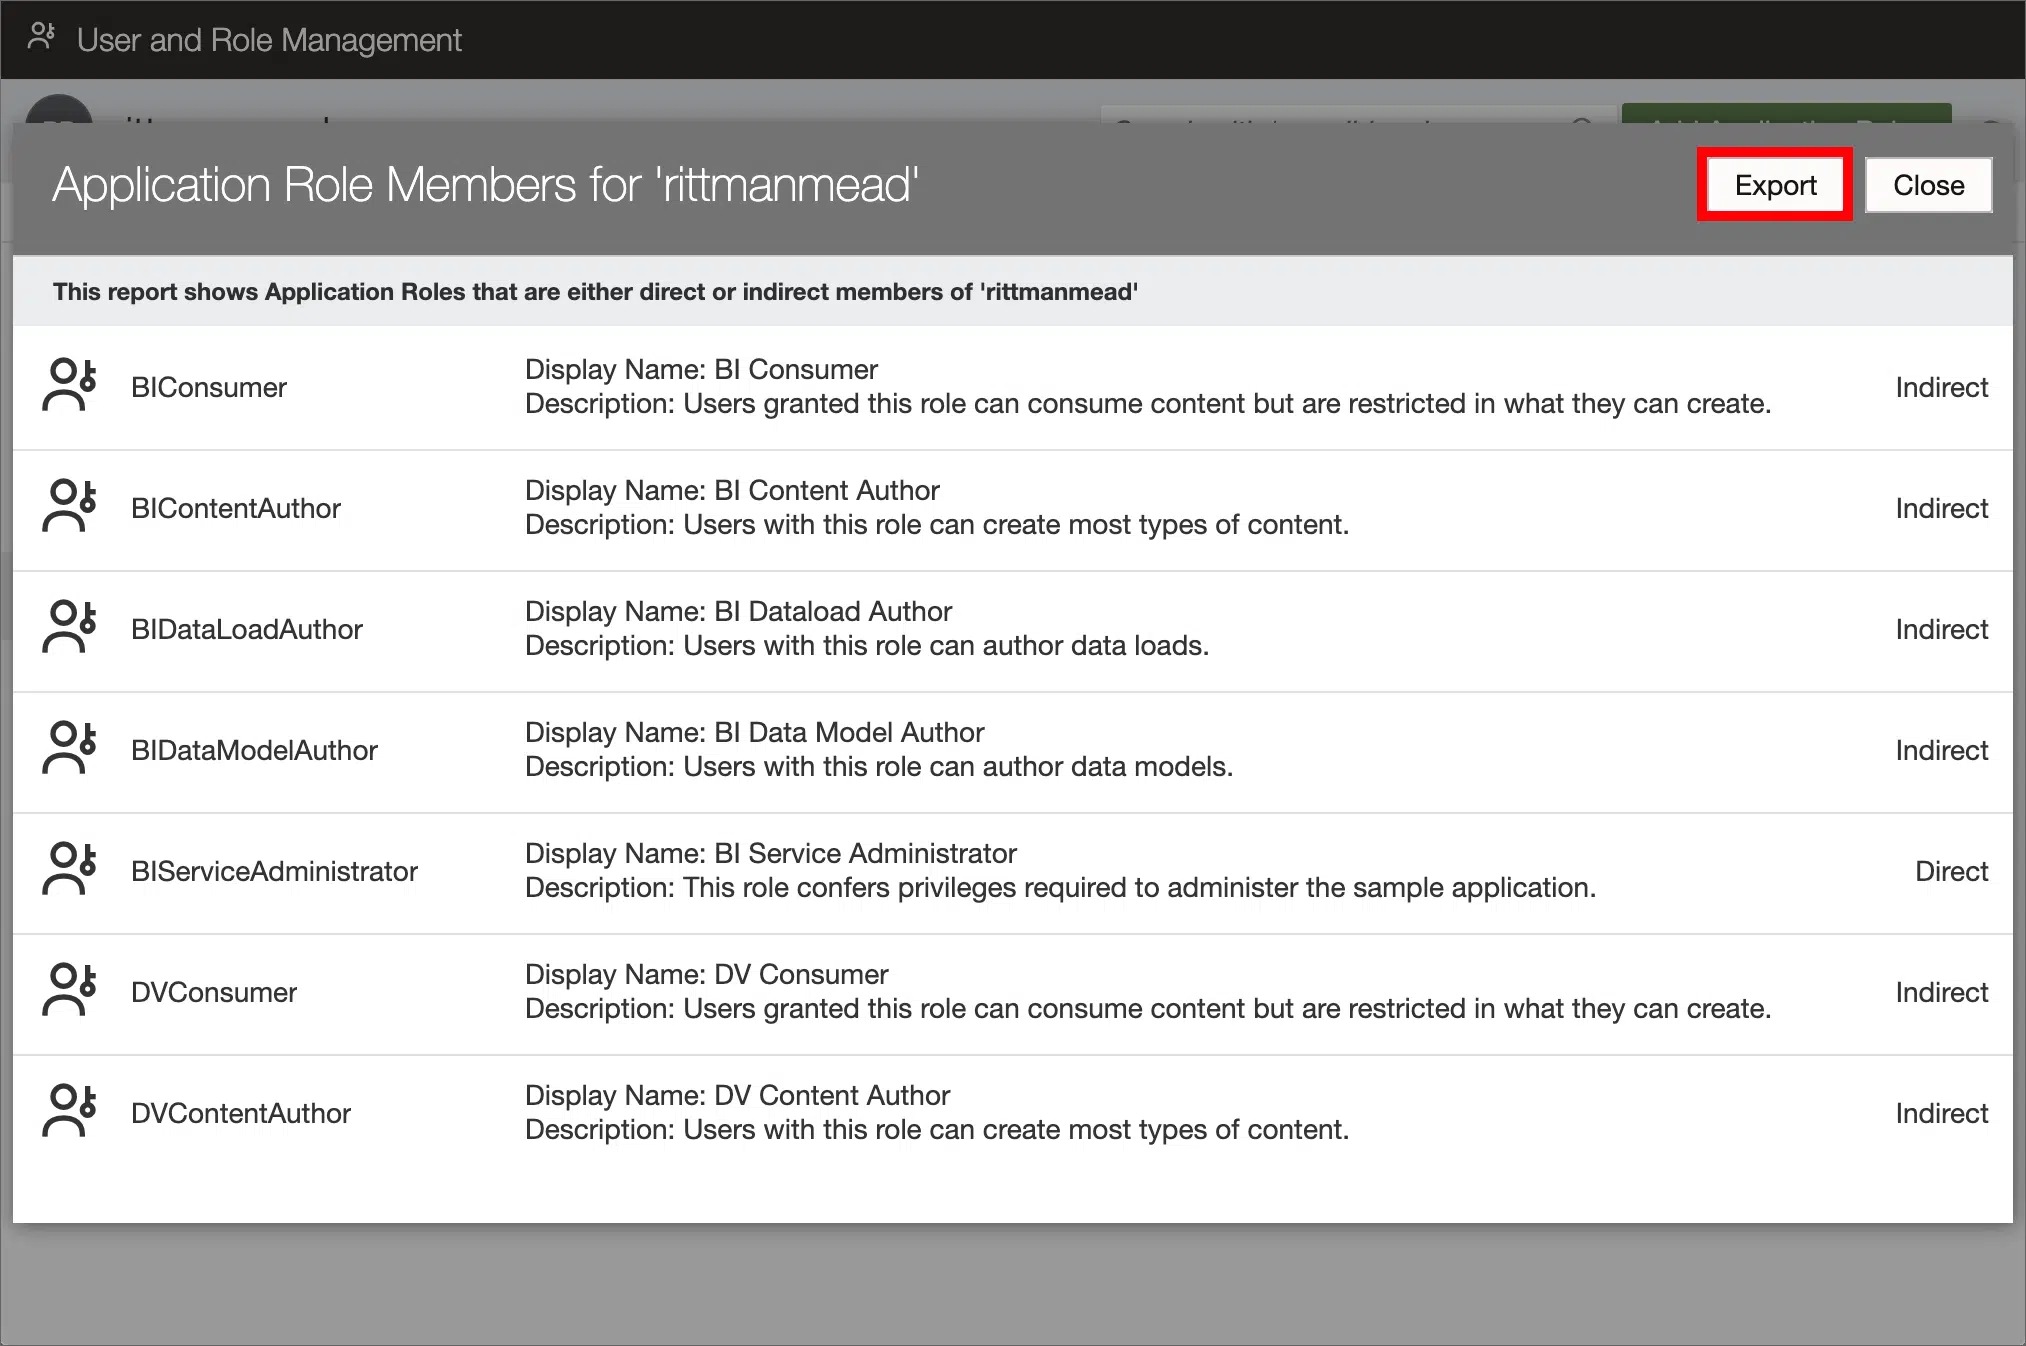 User and Role Management
Application Role Members for 'rittmanmead'
Export
Close
This report shows Application Roles that are either direct or indirect members of 'rittmanmead'
BIConsumer
Display Name: BI Consumer
Description: Users granted this role can consume content but are restricted in what they can create.
Indirect
BIContentAuthor
Display Name: BI Content Author
Description: Users with this role can create most types of content.
Indirect
BIDataLoadAuthor
Display Name: BI Dataload Author
Description: Users with this role can author data loads.
Indirect
BIDataModelAuthor
Display Name: BI Data Model Author
Description: Users with this role can author data models.
Indirect
BIServiceAdministrator
Display Name: BI Service Administrator
Description: This role confers privileges required to administer the sample application.
Direct
DVConsumer
Display Name: DV Consumer
Description: Users granted this role can consume content but are restricted in what they can create.
Indirect
DVContentAuthor
Display Name: DV Content Author
Description: Users with this role can create most types of content.
Indirect